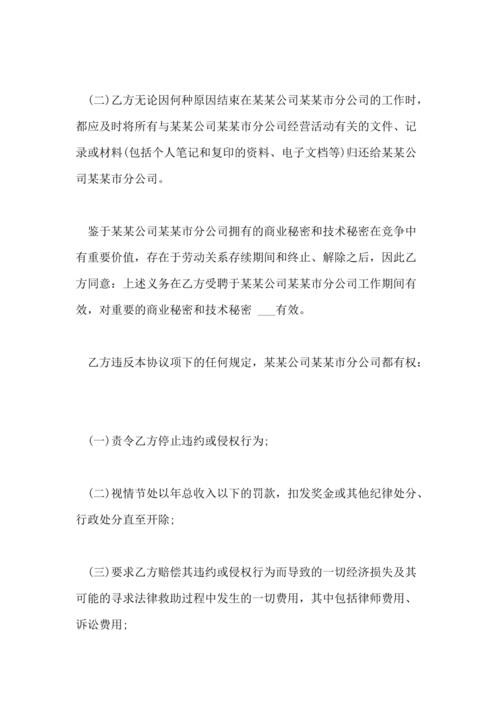 (二)乙方无论因何种原因结束在某某公司某某市分公司的工作时，
都应及时将所有与某某公司某某市分公司经营活动有关的文件、记
录或材料(包括个人笔记和复印的资料、电子文档等)归还给某某公
司某某市分公司。
鉴于某某公司某某市分公司拥有的商业秘密和技术秘密在竞争中
有重要价值，存在于劳动关系存续期间和终止、解除之后，因此乙
方同意：上述义务在乙方受聘于某某公司某某市分公司工作期间有
效，对重要的商业秘密和技术秘密 ___有效。
乙方违反本协议项下的任何规定，某某公司某某市分公司都有权：
(一)责令乙方停止违约或侵权行为;
(二)视情节处以年总收入以下的罚款，扣发奖金或其他纪律处分、
行政处分直至开除;
(三)要求乙方赔偿其违约或侵权行为而导致的一切经济损失及其
可能的寻求法律救助过程中发生的一切费用，其中包括律师费用、
诉讼费用;